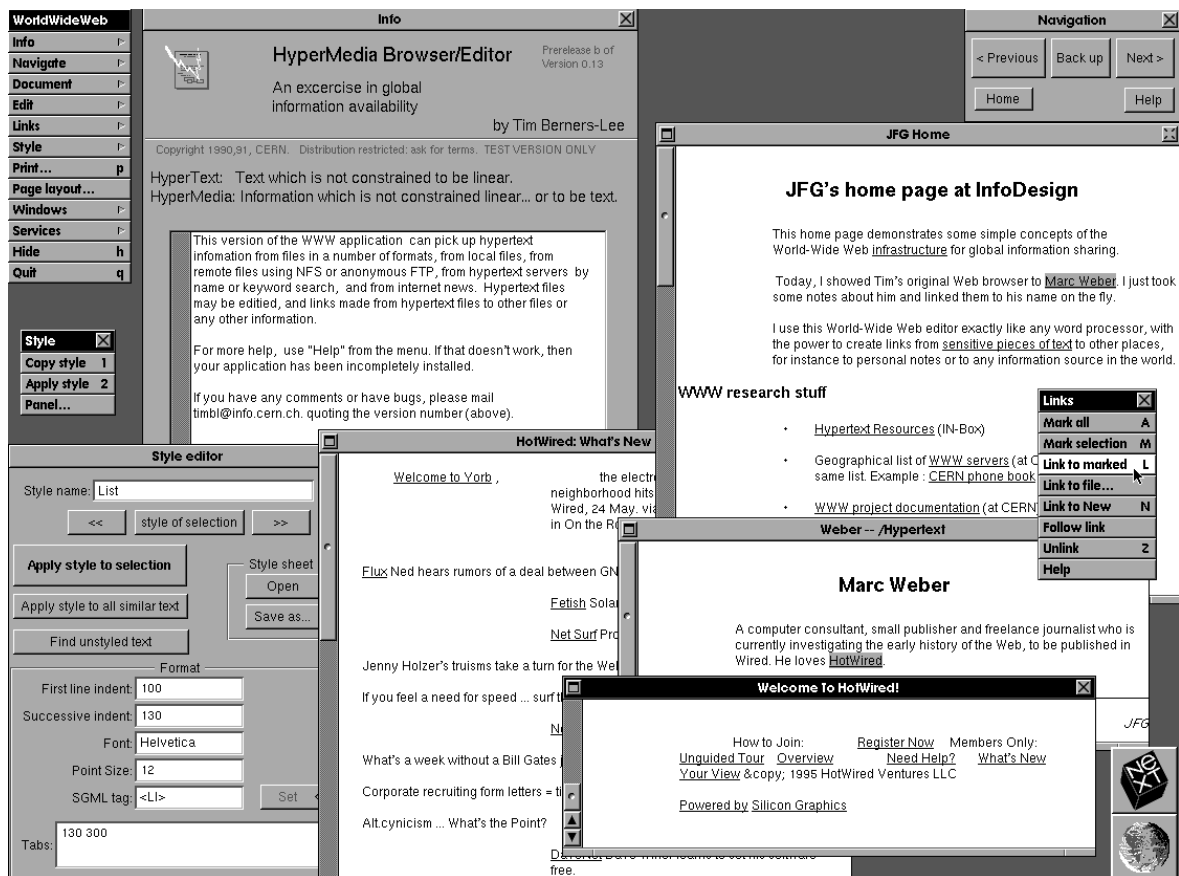 WorldWideWeb
Info
Navigate
Document
Edit
Links
Style
Print... p
Page layout...
Windows
Services
Hide h
Quit q
Style
Copy style 1
Apply style 2
Panel...
Info
HyperMedia Browser/Editor
Prerelease b of
Version 0.13
An excercise in global
information availability
by Tim Berners-Lee
Copyright 1990,91, CERN. Distribution restricted: ask for terms. TEST VERSION ONLY
HyperText: Text which is not constrained to be linear.
HyperMedia: Information which is not constrained linear... or to be text.
This version of the WWW application can pick up hypertext
infomation from files in a number of formats, from local files, from
remote files using NFS or anonymous FTP, from hypertext servers by
name or keyword search, and from internet news. Hypertext files
may be editied, and links made from hypertext files to other files or
any other information.
For more help, use "Help" from the menu. If that doesn't work, then
your application has been incompletely installed.
If you have any comments or have bugs, please mail
timbl@info.cern.ch. quoting the version number (above).
Navigation
< Previous Back up Next >
Home Help
JFG Home
JFG's home page at InfoDesign
This home page demonstrates some simple concepts of the
World-Wide Web infrastructure for global information sharing.
Today, I showed Tim's original Web browser to Marc Weber. I just took
some notes about him and linked them to his name on the fly.
I use this World-Wide Web editor exactly like any word processor, with
the power to create links from sensitive pieces of text to other places,
for instance to personal notes or to any information source in the world.
WWW research stuff
• Hypertext Resources (IN-Box)
• Geographical list of WWW servers (at C
same list. Example : CERN phone book
• WWW project documentation (at CERN
Links
Mark all A
Mark selection M
Link to marked L
Link to file...
Link to New N
Follow link
Unlink Z
Help
Style editor
Style name: List
<< style of selection >>
Apply style to selection
Apply style to all similar text
Find unstyled text
Style sheet
Open
Save as...
Format
First line indent: 100
Successive indent: 130
Font: Helvetica
Point Size: 12
SGML tag: <LI>
Set
Tabs: 130 300
HotWired: What's New
Welcome to Yorb , the electro
neighborhood hits
Wired, 24 May. via
in On the Ro
Flux Ned hears rumors of a deal between GN
Fetish Solar
Net Surf Pro
Jenny Holzer's truisms take a turn for the Wel
If you feel a need for speed ... surf t
What's a week without a Bill Gates j
Corporate recruiting form letters = ti
Alt.cynicism ... What's the Point?
free.
Weber -- /Hypertext
Marc Weber
A computer consultant, small publisher and freelance journalist who is
currently investigating the early history of the Web, to be published in
Wired. He loves HotWired.
JFG
Welcome To HotWired!
How to Join: Register Now Members Only:
Unguided Tour Overview Need Help? What's New
Your View &copy; 1995 HotWired Ventures LLC
Powered by Silicon Graphics
NeXT